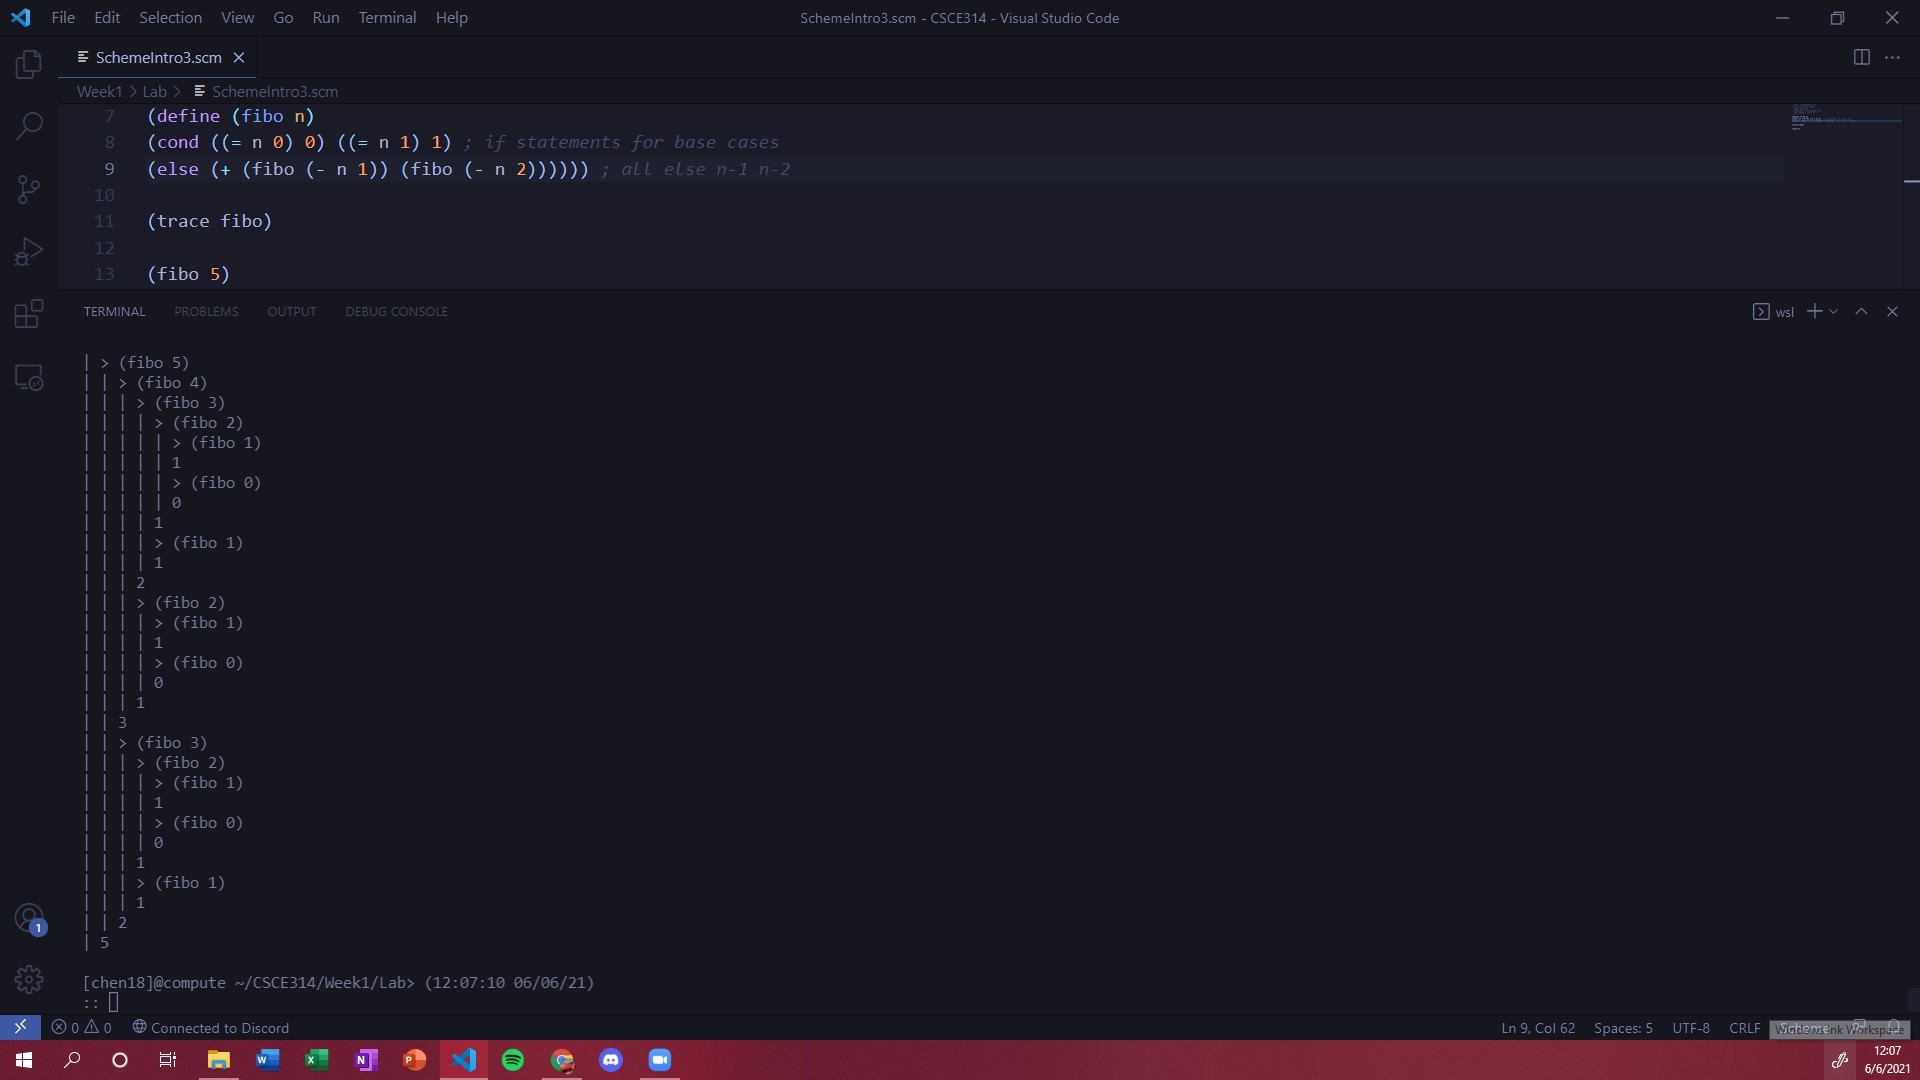 File Edit Selection View Go Run Terminal Help
SchemeIntro3.scm - CSCE314 - Visual Studio Code
SchemeIntro3.scm
Week1 > Lab > SchemeIntro3.scm
7 (define (fibo n)
8 (cond ((= n 0) 0) ((= n 1) 1) ; if statements for base cases
9 (else (+ (fibo (- n 1)) (fibo (- n 2)))))) ; all else n-1 n-2
10
11 (trace fibo)
12
13 (fibo 5)
TERMINAL PROBLEMS OUTPUT DEBUG CONSOLE
wsl
| > (fibo 5)
| | > (fibo 4)
| | | > (fibo 3)
| | | | > (fibo 2)
| | | | | > (fibo 1)
| | | | | 1
| | | | | > (fibo 0)
| | | | | 0
| | | | 1
| | | | > (fibo 1)
| | | | 1
| | | 2
| | | > (fibo 2)
| | | | > (fibo 1)
| | | | 1
| | | | > (fibo 0)
| | | | 0
| | | 1
| | 3
| | > (fibo 3)
| | | > (fibo 2)
| | | | > (fibo 1)
| | | | 1
| | | | > (fibo 0)
| | | | 0
| | | 1
| | | > (fibo 1)
| | | 1
| | 2
| 5
[chen18]@compute ~/CSCE314/Week1/Lab> (12:07:10 06/06/21)
::
1
0 0 Connected to Discord
Ln 9, Col 62 Spaces: 5 UTF-8 CRLF Scheme
Windows Ink Workspace
12:07
6/6/2021